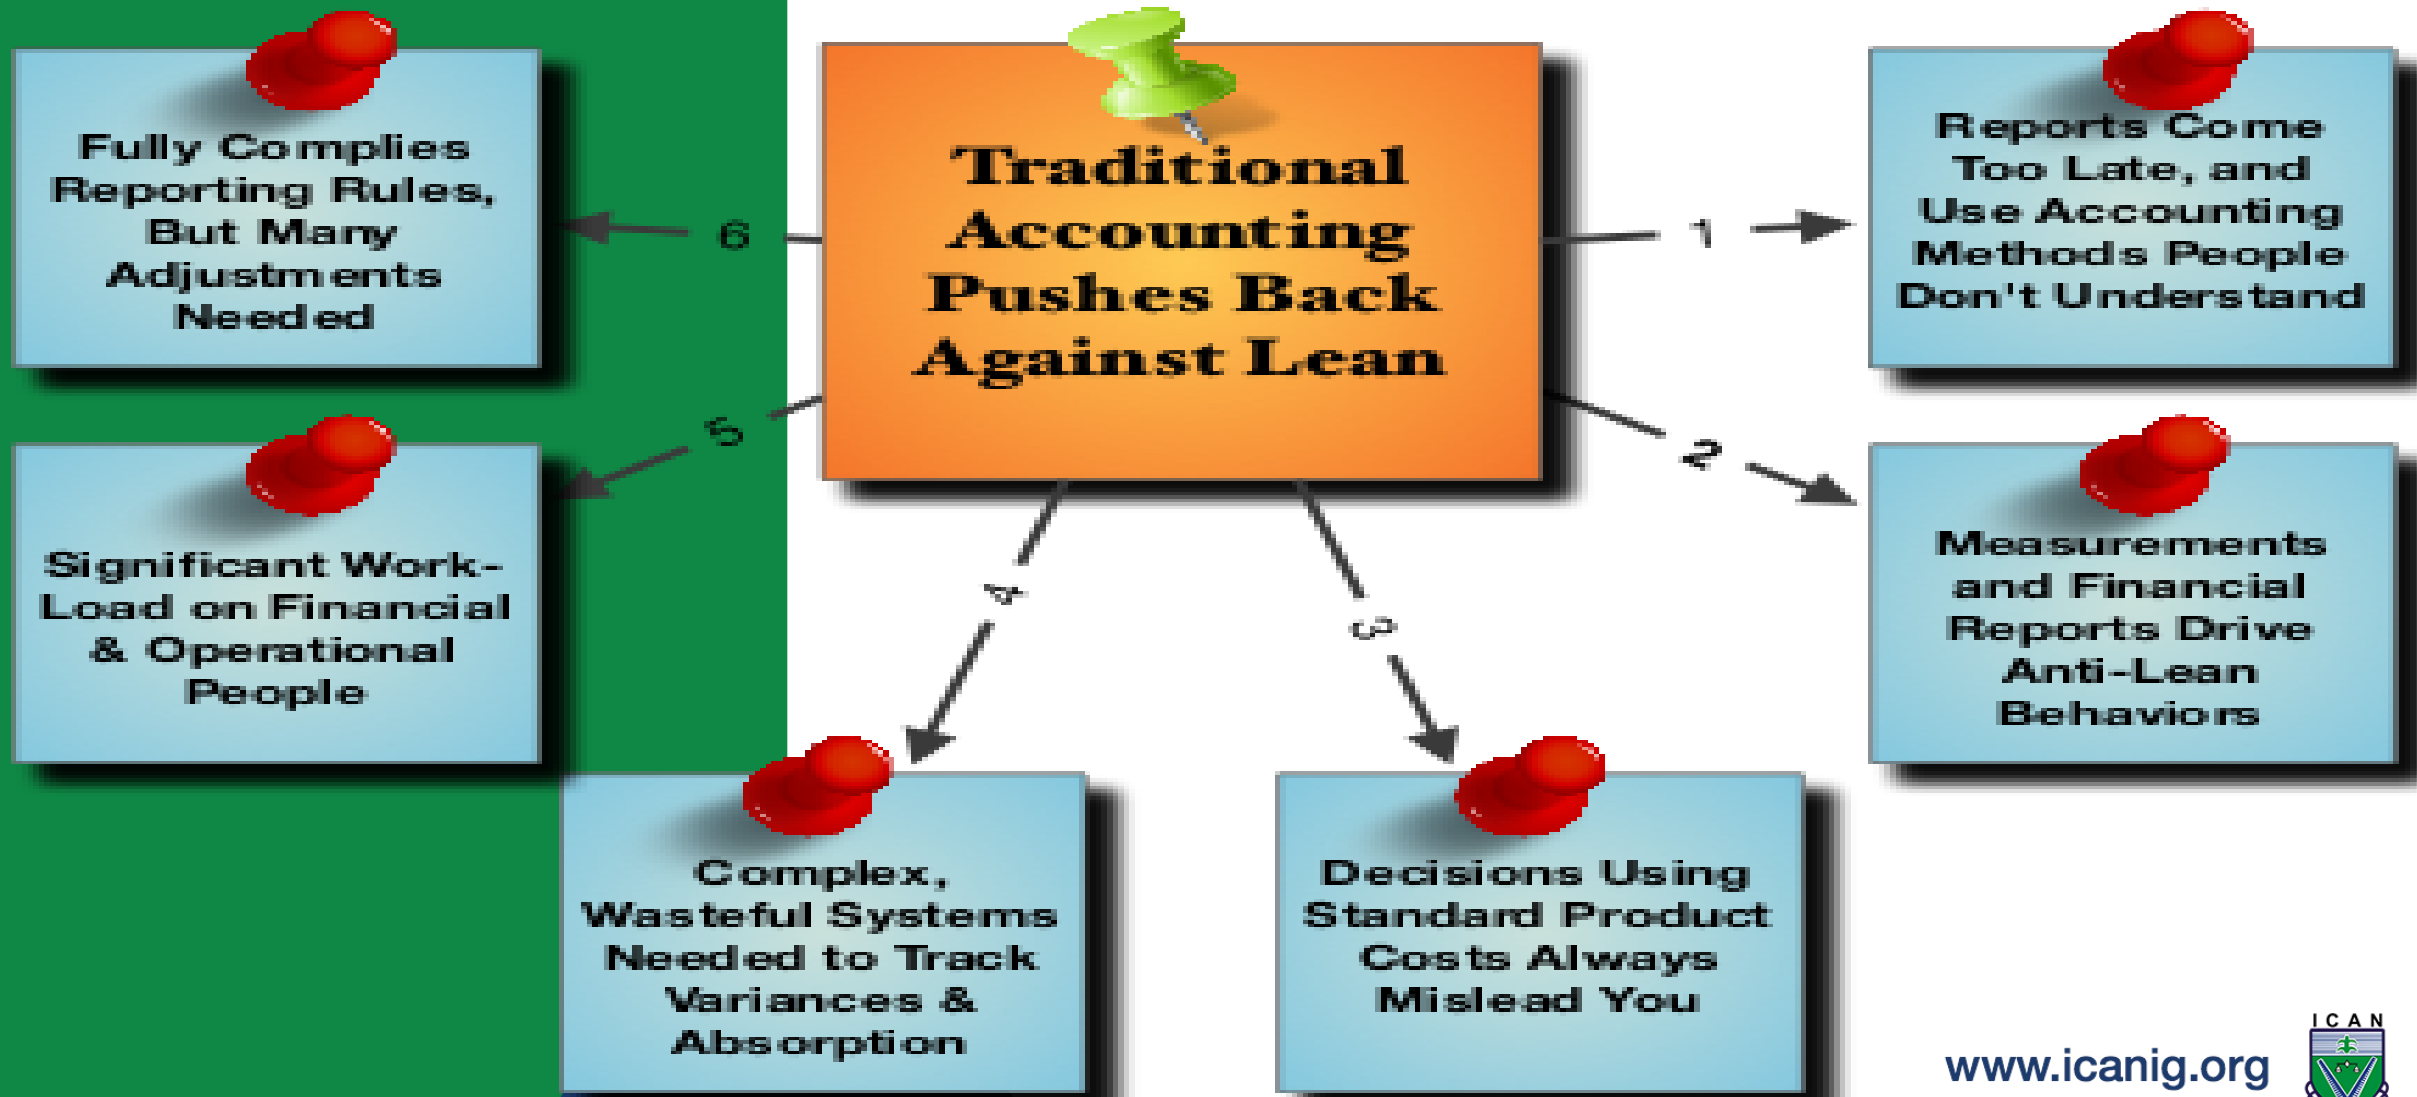 Traditional
Accounting
Pushes Back
Against Lean
1
Reports Come
Too Late, and
Use Accounting
Methods People
Don't Understand
2
Measurements
and Financial
Reports Drive
Anti-Lean
Behaviors
3
Decisions Using
Standard Product
Costs Always
Mislead You
4
Complex,
Wasteful Systems
Needed to Track
Variances &
Absorption
5
Significant Work-
Load on Financial
& Operational
People
6
Fully Complies
Reporting Rules,
But Many
Adjustments
Needed
www.icanig.org
ICAN